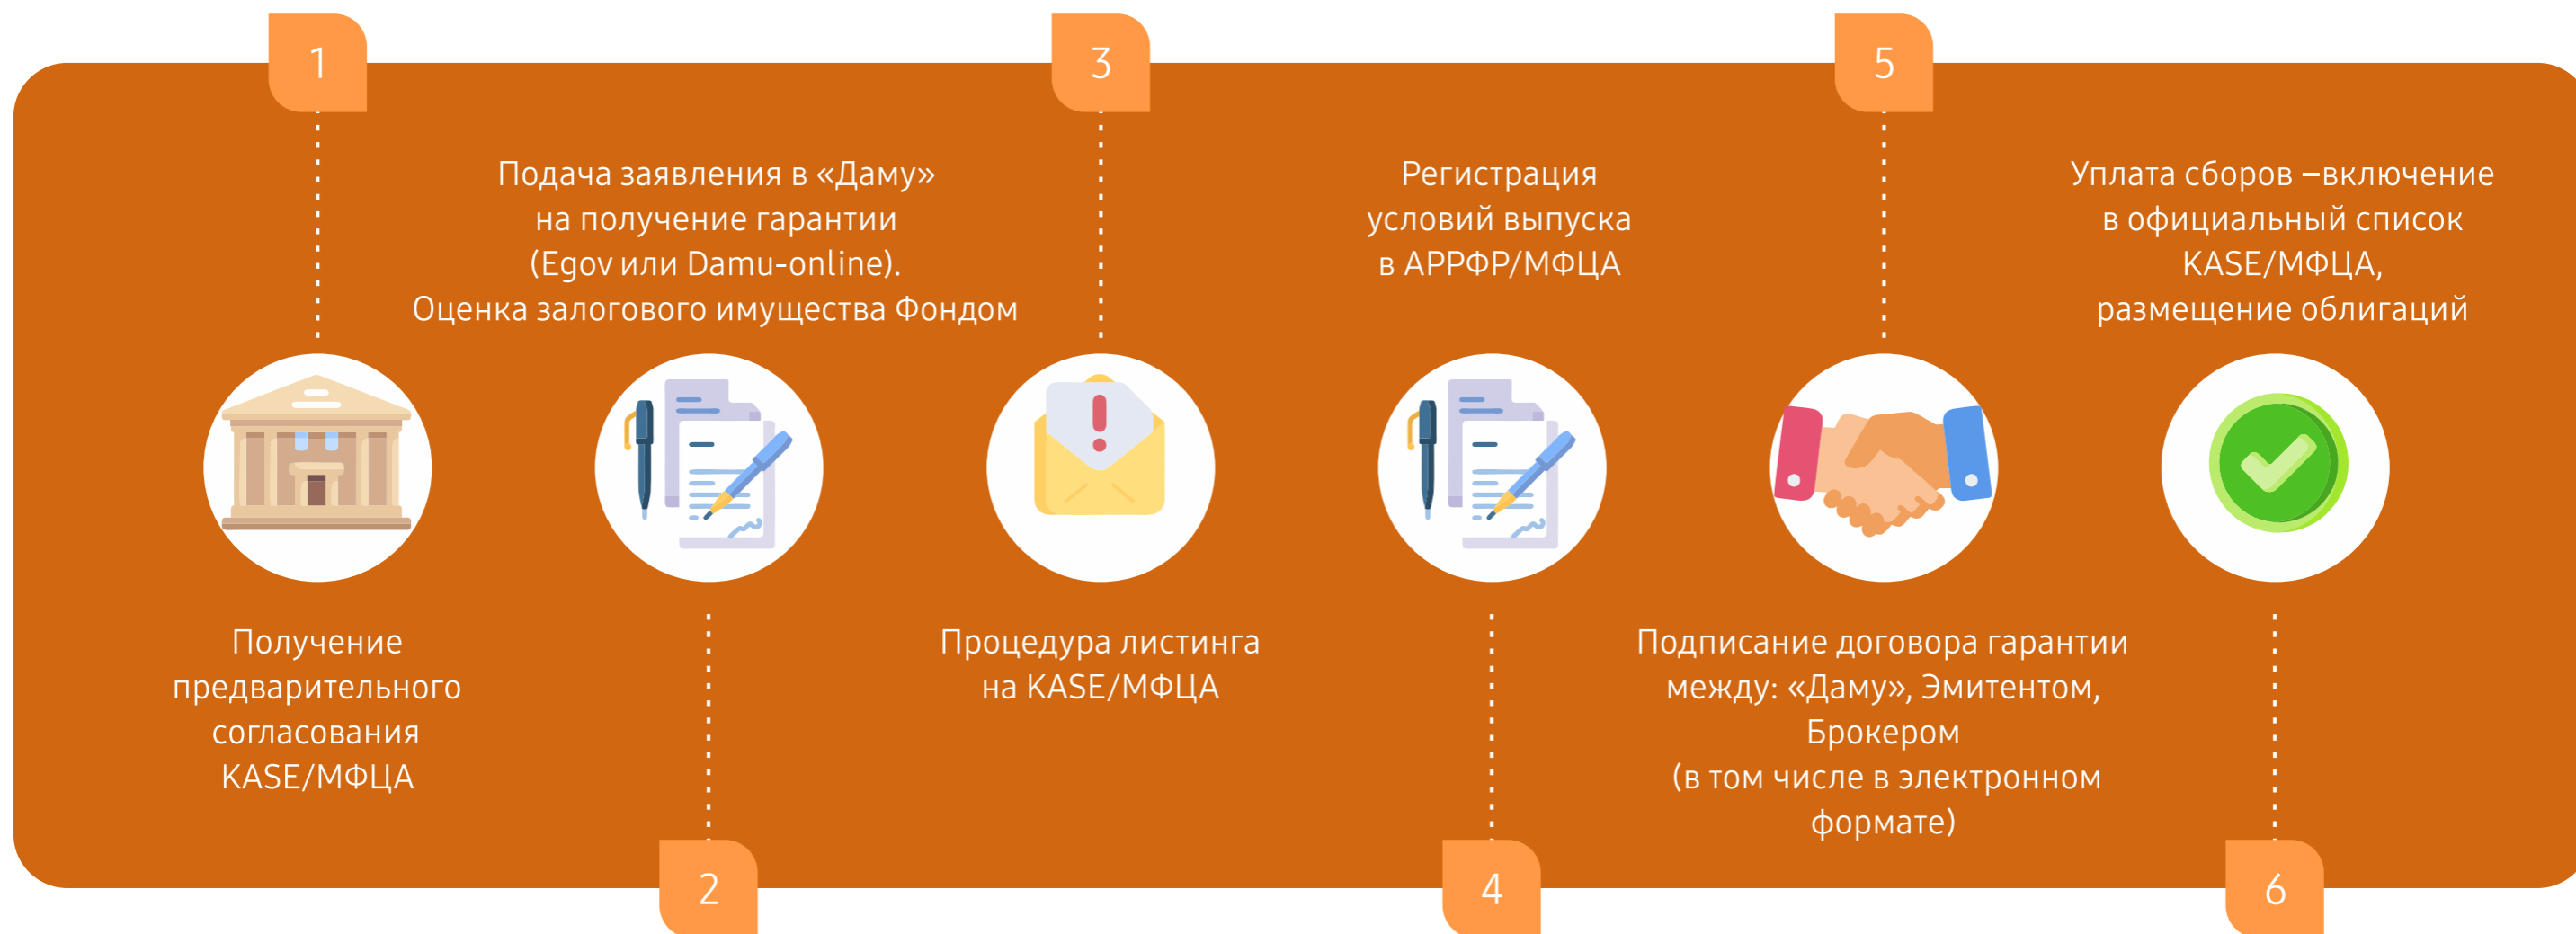 1
Получение
предварительного
согласования
KASE/МФЦА
2
Подача заявления в «Даму»
на получение гарантии
(Egov или Damu-online).
Оценка залогового имущества Фондом
3
Процедура листинга
на KASE/МФЦА
4
Регистрация
условий выпуска
в АРРФР/МФЦА
5
Подписание договора гарантии
между: «Даму», Эмитентом,
Брокером
(в том числе в электронном
формате)
6
Уплата сборов –включение
в официальный список
KASE/МФЦА,
размещение облигаций